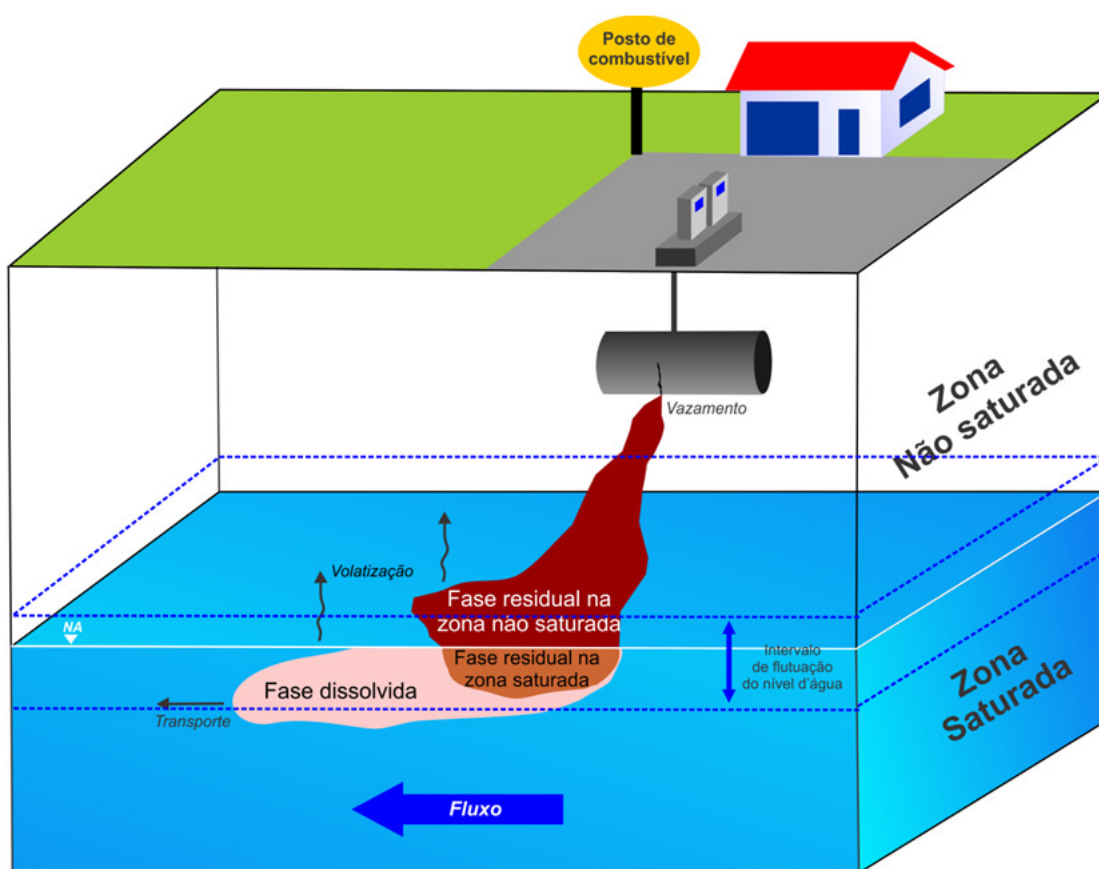 Posto de
combustível
Vazamento
Zona
Não saturada
Volatização
Fase residual na
zona não saturada
NA
Fase residual na
zona saturada
Intervalo
de flutuação
do nível d'água
Fase dissolvida
Transporte
Zona
Saturada
Fluxo